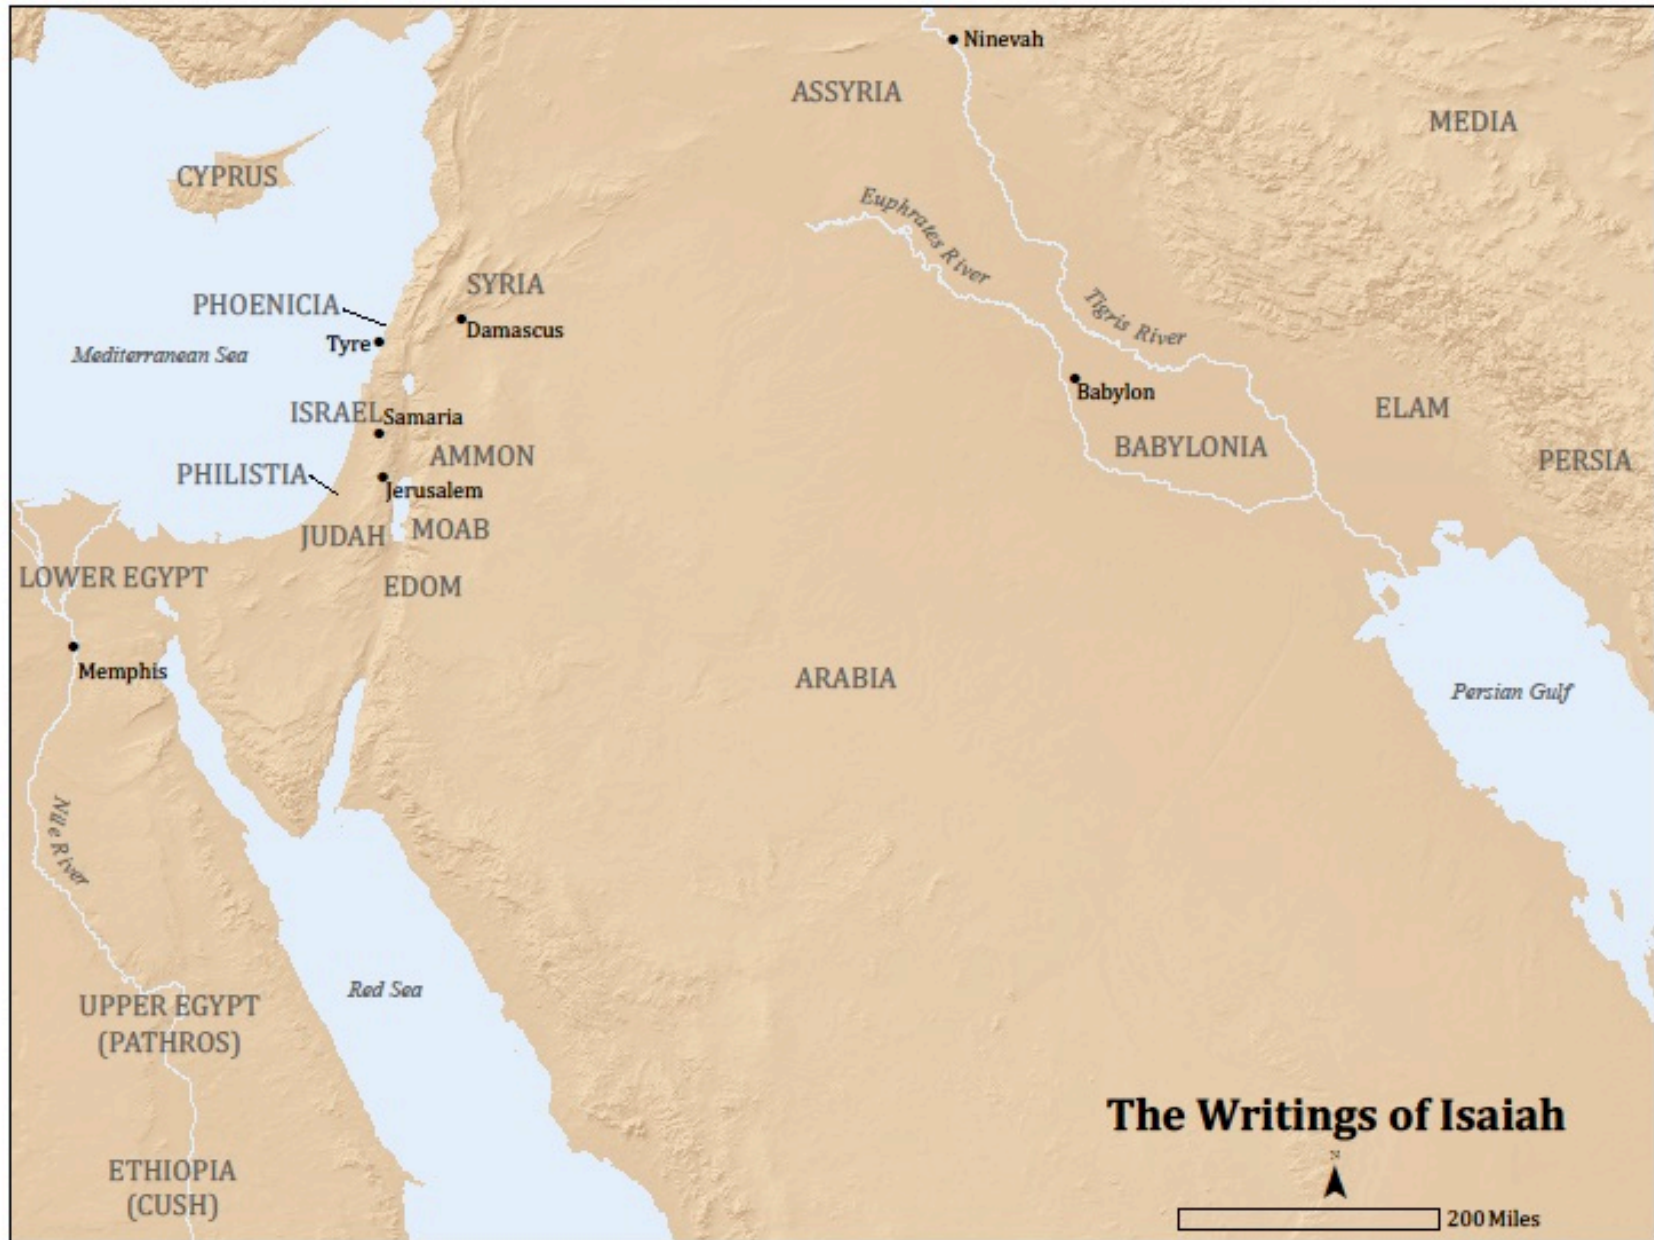 Ninevah
ASSYRIA
MEDIA
CYPRUS
Euphrates River
SYRIA
PHOENICIA
Tigris River
Damascus
Tyre
Mediterranean Sea
Babylon
ISRAEL
Samaria
ELAM
BABYLONIA
AMMON
PERSIA
PHILISTIA
Jerusalem
JUDAH
MOAB
LOWER EGYPT
EDOM
Memphis
ARABIA
Persian Gulf
Nile River
Red Sea
UPPER EGYPT
(PATHROS)
The Writings of Isaiah
N
ETHIOPIA
(CUSH)
200 Miles